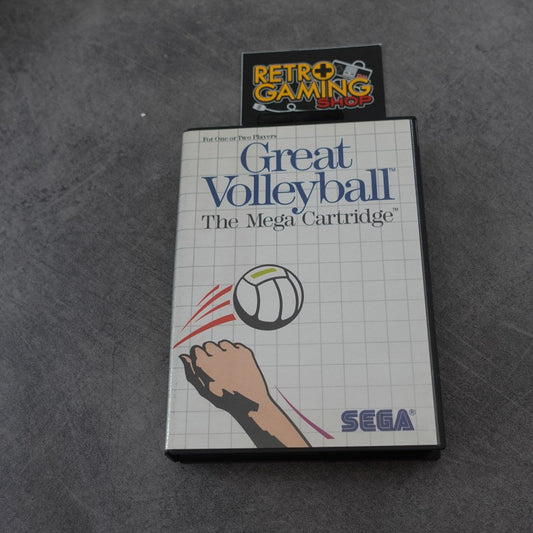 RETRO
GAMING
SHOP
For One or Two Players
Great
Volleyball™
The Mega Cartridge™
SEGA®